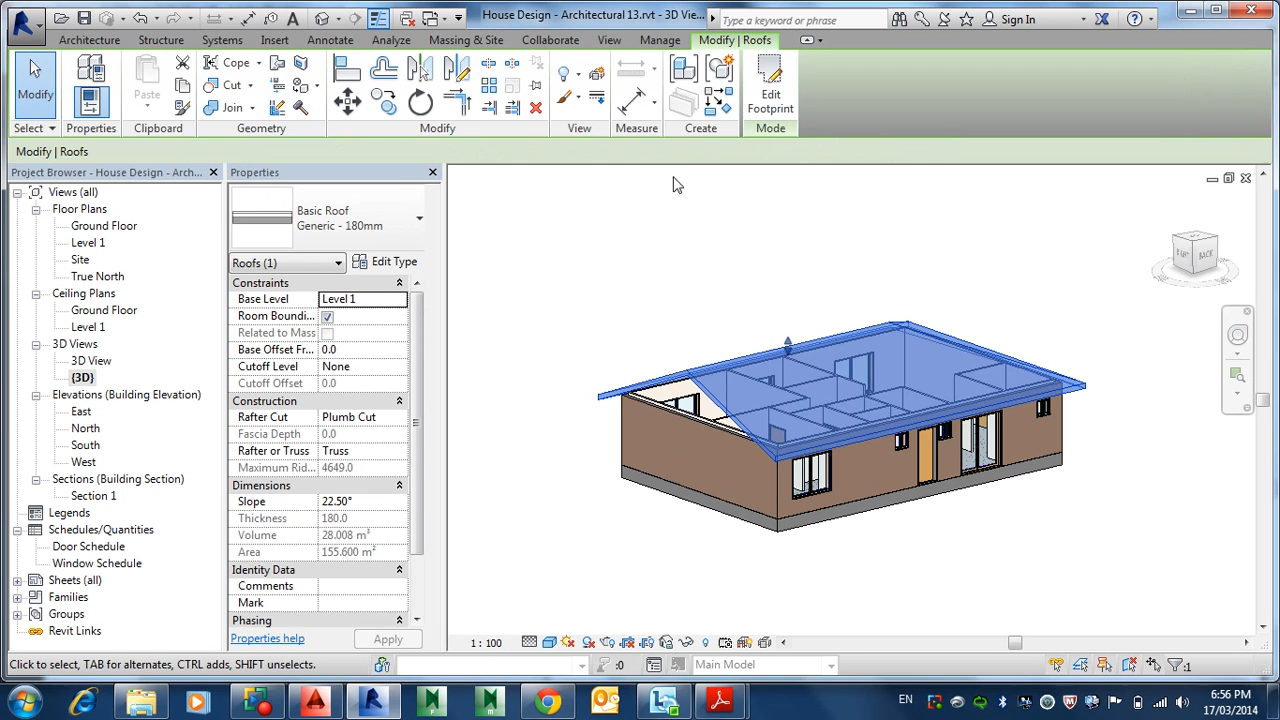 House Design - Architectural 13.rvt - 3D Vie...
Type a keyword or phrase
Sign In
Architecture Structure Systems Insert Annotate Analyze Massing & Site Collaborate View Manage Modify | Roofs
Modify
Select
Properties
Paste
Clipboard
Cope
Cut
Join
Geometry
Modify
View
Measure
Create
Edit
Footprint
Mode
Modify | Roofs
Project Browser - House Design - Arch...
Views (all)
Floor Plans
Ground Floor
Level 1
Site
True North
Ceiling Plans
Ground Floor
Level 1
3D Views
3D View
{3D}
Elevations (Building Elevation)
East
North
South
West
Sections (Building Section)
Section 1
Legends
Schedules/Quantities
Door Schedule
Window Schedule
Sheets (all)
Families
Groups
Revit Links
Properties
Basic Roof
Generic - 180mm
Roofs (1)
Edit Type
Constraints
Base Level Level 1
Room Boundi...
Related to Mass
Base Offset Fr... 0.0
Cutoff Level None
Cutoff Offset 0.0
Construction
Rafter Cut Plumb Cut
Fascia Depth 0.0
Rafter or Truss Truss
Maximum Rid... 4649.0
Dimensions
Slope 22.50°
Thickness 180.0
Volume 28.008 m³
Area 155.600 m²
Identity Data
Comments
Mark
Phasing
Properties help
Apply
RIGHT
BACK
1 : 100
Click to select, TAB for alternates, CTRL adds, SHIFT unselects.
:0
Main Model
:1
EN
6:56 PM
17/03/2014